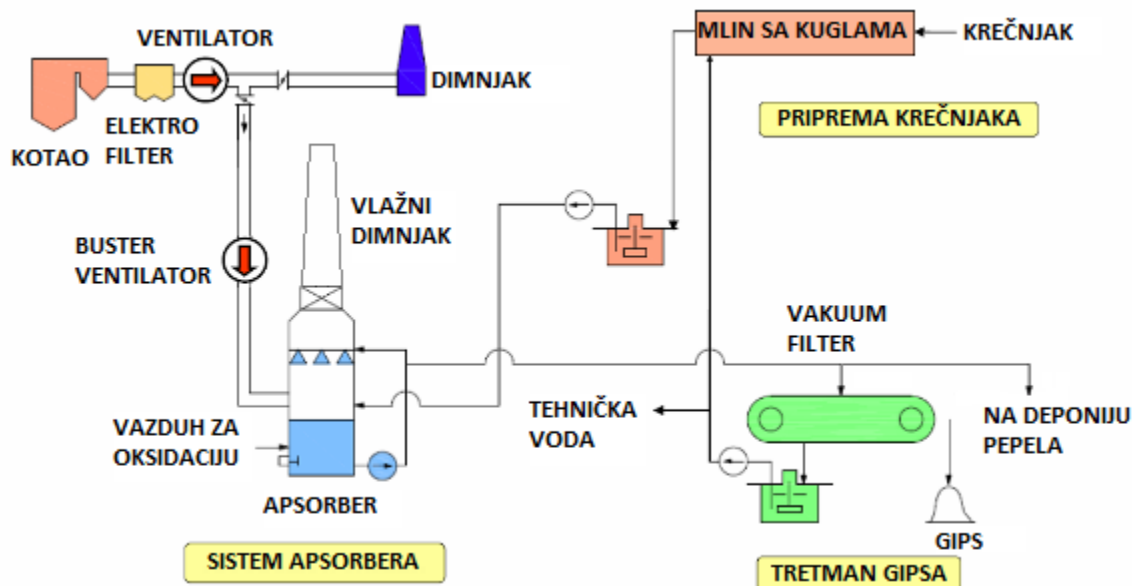 VENTILATOR
MLIN SA KUGLAMA
KREČNJAK
DIMNJAK
ELEKTRO
FILTER
KOTAO
PRIPREMA KREČNJAKA
VLAŽNI
DIMNJAK
BUSTER
VENTILATOR
VAKUUM
FILTER
TEHNIČKA
VODA
NA DEPONIJU
PEPELA
VAZDUH ZA
OKSIDACIJU
APSORBER
GIPS
SISTEM APSORBERA
TRETMAN GIPSA